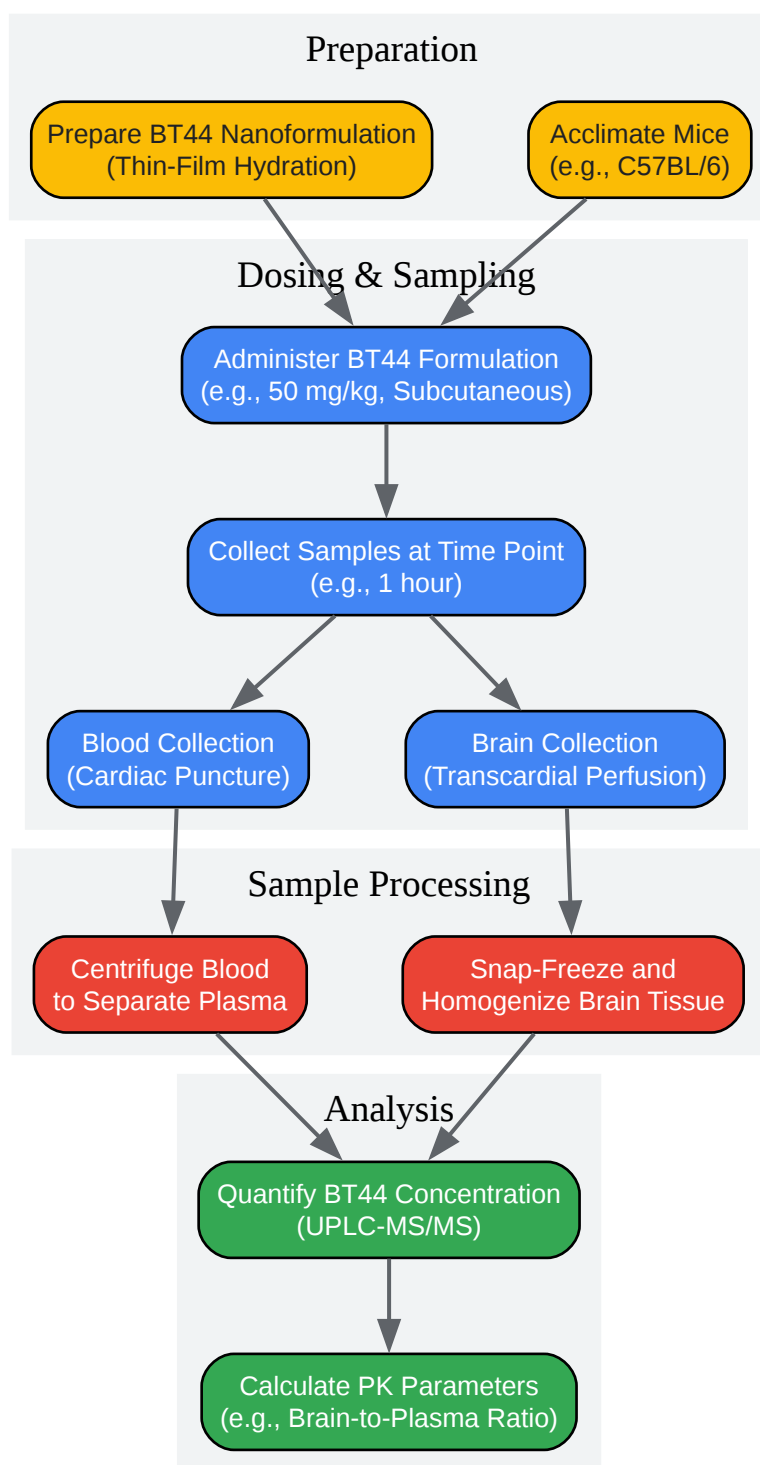 Preparation
Prepare BT44 Nanoformulation
(Thin-Film Hydration)
Acclimate Mice
(e.g., C57BL/6)
Dosing & Sampling
Administer BT44 Formulation
(e.g., 50 mg/kg, Subcutaneous)
Collect Samples at Time Point
(e.g., 1 hour)
Blood Collection
(Cardiac Puncture)
Brain Collection
(Transcardial Perfusion)
Sample Processing
Centrifuge Blood
to Separate Plasma
Snap-Freeze and
Homogenize Brain Tissue
Analysis
Quantify BT44 Concentration
(UPLC-MS/MS)
Calculate PK Parameters
(e.g., Brain-to-Plasma Ratio)